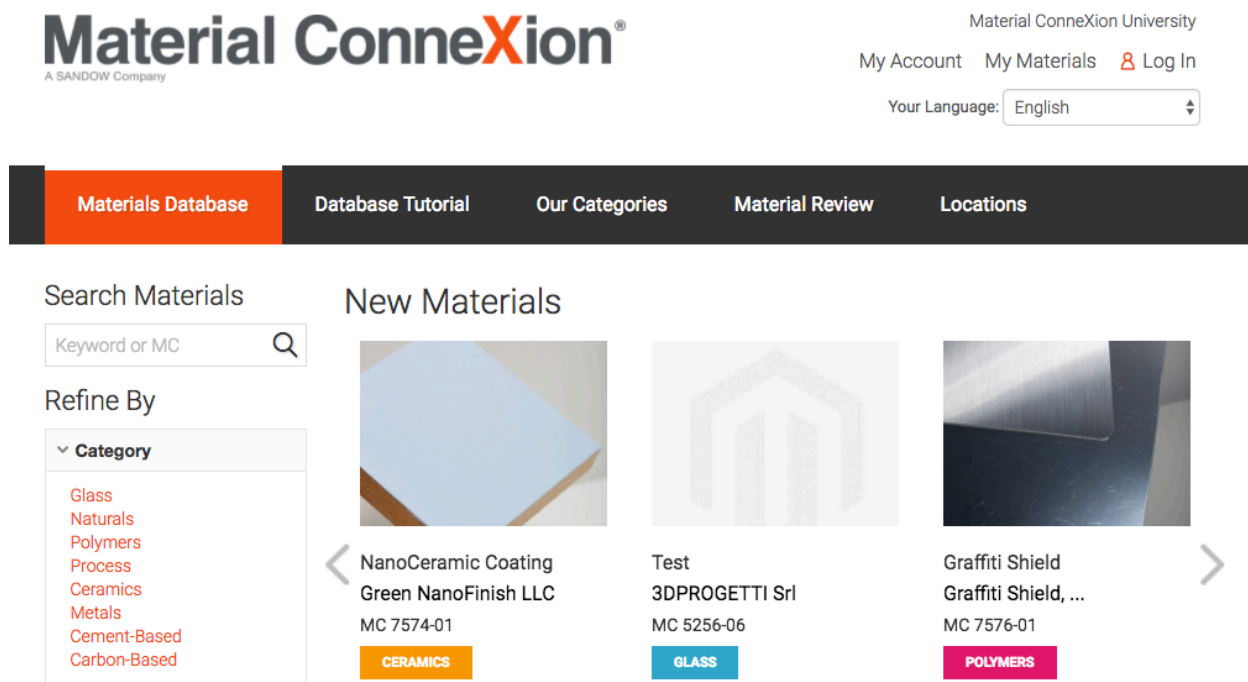 Material ConneXion®
A SANDOW Company
Material ConneXion University
My Account My Materials Log In
Your Language: English
Materials Database Database Tutorial Our Categories Material Review Locations
Search Materials
Keyword or MC
Refine By
Category
Glass
Naturals
Polymers
Process
Ceramics
Metals
Cement-Based
Carbon-Based
New Materials
NanoCeramic Coating
Green NanoFinish LLC
MC 7574-01
CERAMICS
Test
3DPROGETTI Srl
MC 5256-06
GLASS
Graffiti Shield
Graffiti Shield, ...
MC 7576-01
POLYMERS